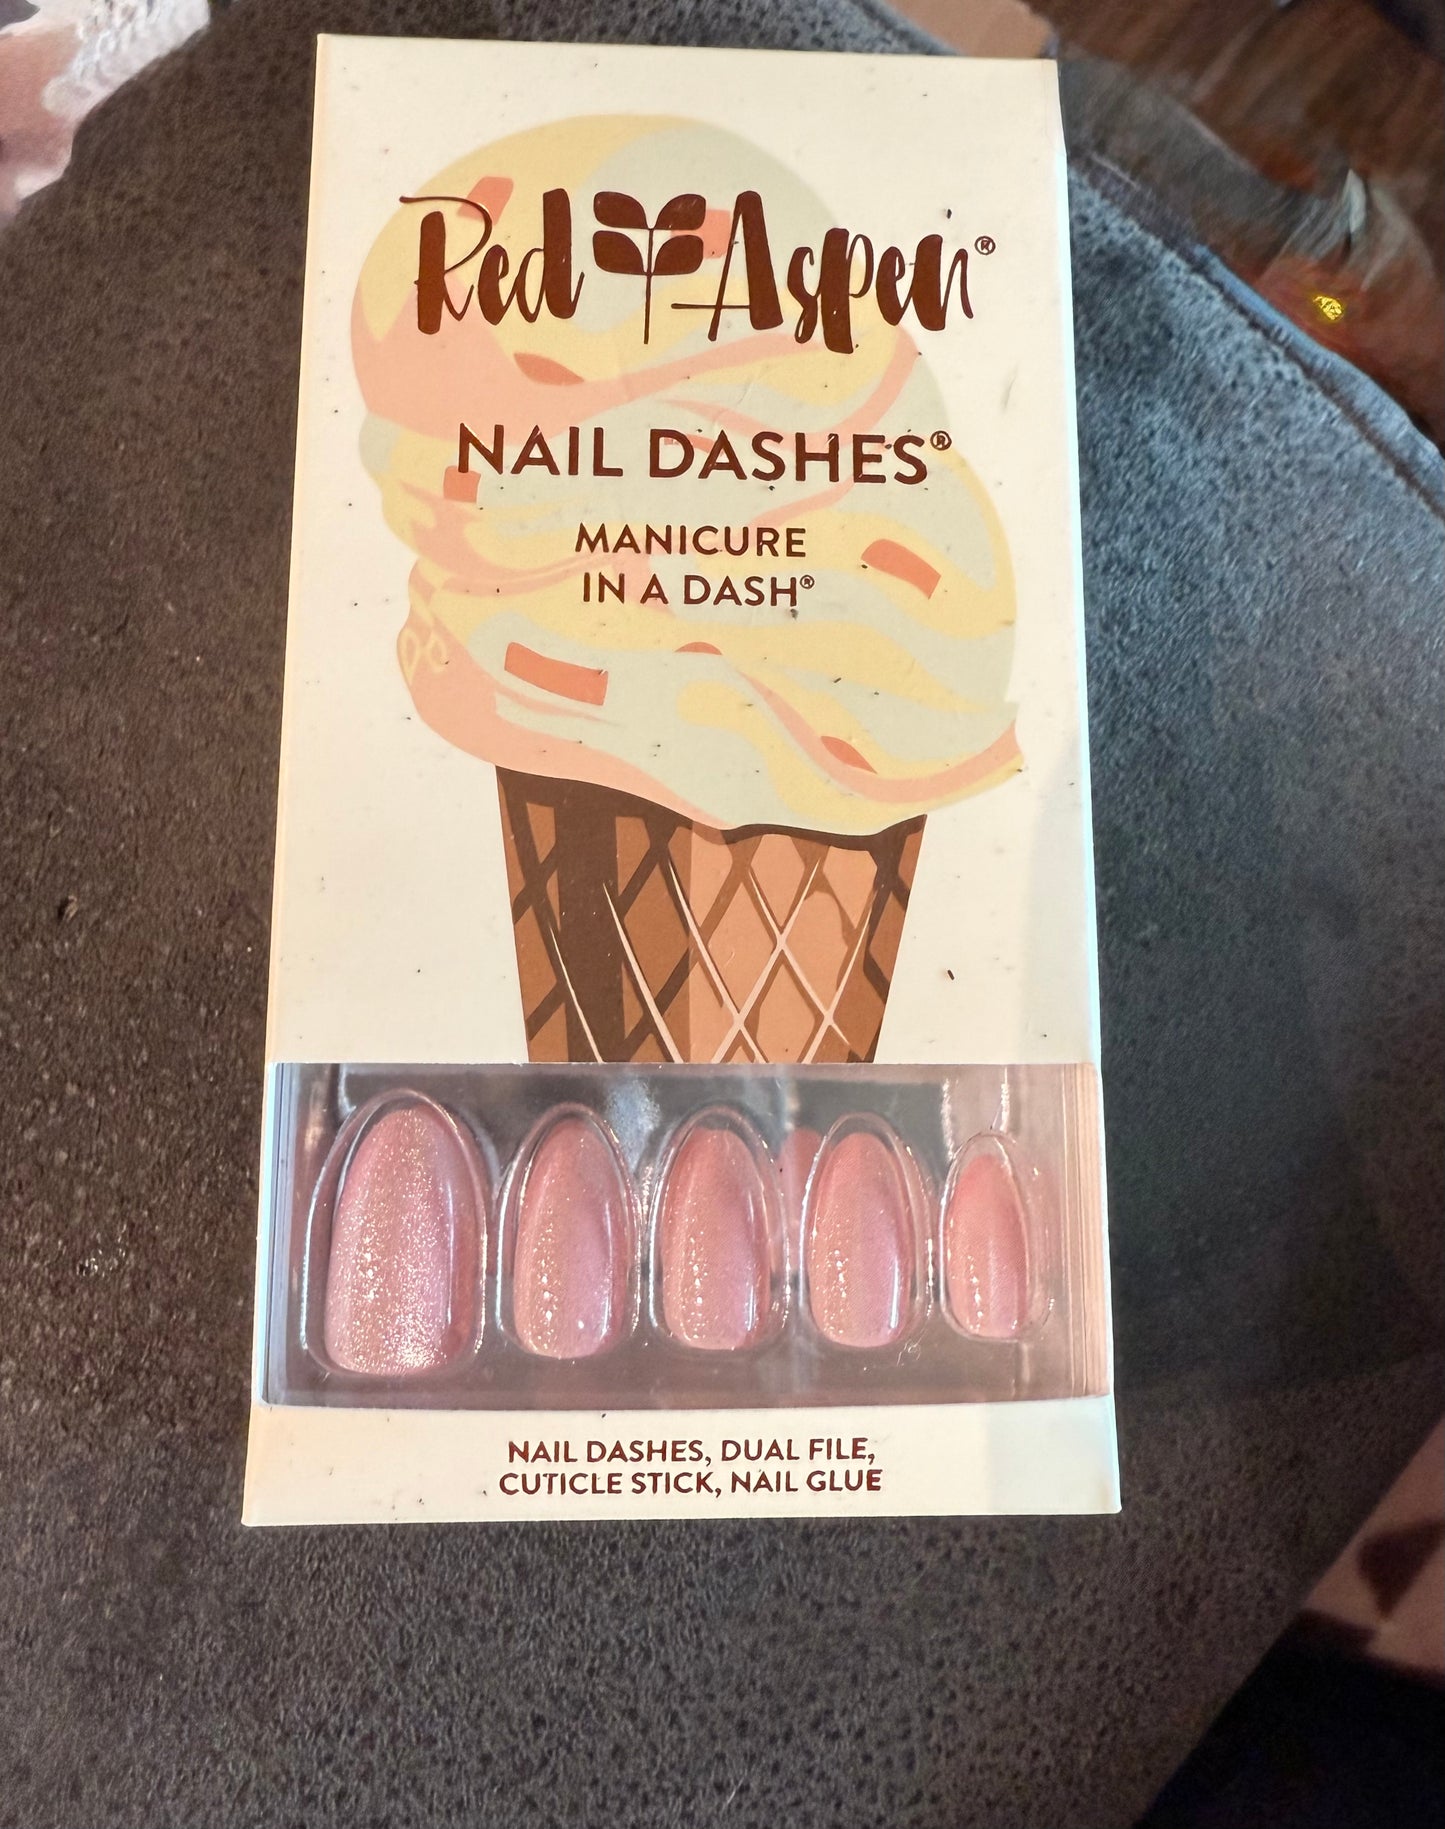 Red Aspen®
NAIL DASHES®
MANICURE
IN A DASH®
NAIL DASHES, DUAL FILE,
CUTICLE STICK, NAIL GLUE